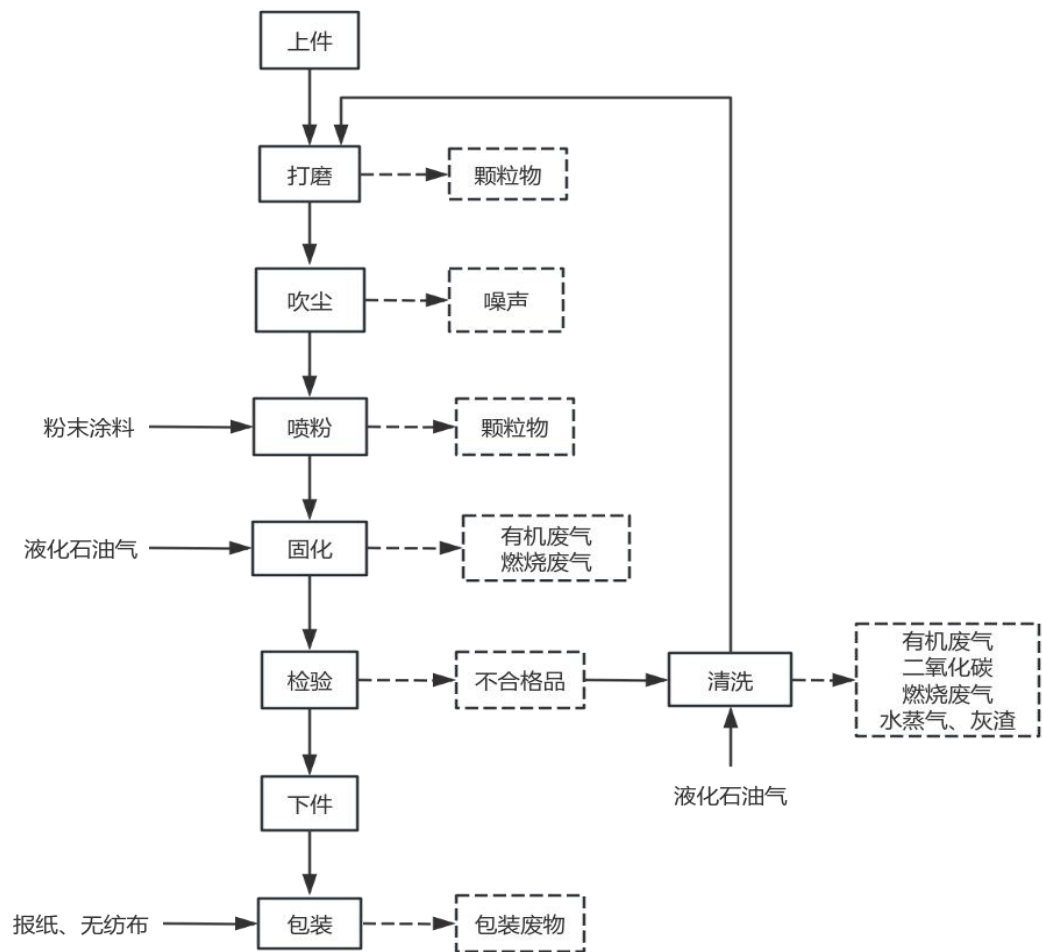 上件
打磨
颗粒物
吹尘
噪声
粉末涂料
喷粉
颗粒物
液化石油气
固化
有机废气
燃烧废气
检验
不合格品
清洗
有机废气
二氧化碳
燃烧废气
水蒸气、灰渣
下件
液化石油气
报纸、无纺布
包装
包装废物